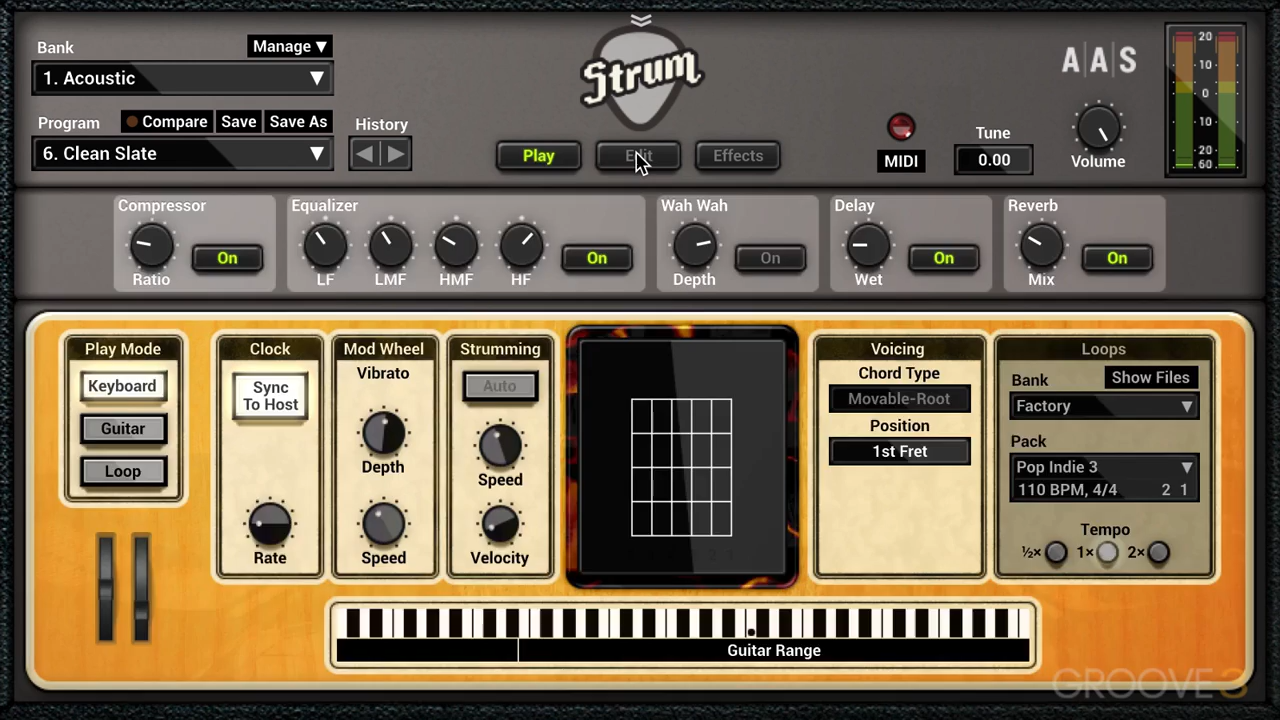 Bank
Manage ▼
1. Acoustic ▼
Program
Compare
Save
Save As
6. Clean Slate ▼
History
Strum
Play
Edit
Effects
MIDI
Tune
0.00
A|A|S
Volume
20
10
0
10
20
60
Compressor
Ratio
On
Equalizer
LF
LMF
HMF
HF
On
Wah Wah
Depth
On
Delay
Wet
On
Reverb
Mix
On
Play Mode
Keyboard
Guitar
Loop
Clock
Sync
To Host
Rate
Mod Wheel
Vibrato
Depth
Speed
Strumming
Auto
Speed
Velocity
Voicing
Chord Type
Movable-Root
Position
1st Fret
Loops
Bank
Show Files
Factory ▼
Pack
Pop Indie 3 ▼
110 BPM, 4/4 2 1
Tempo
½× 1× 2×
Guitar Range
GROOVE3